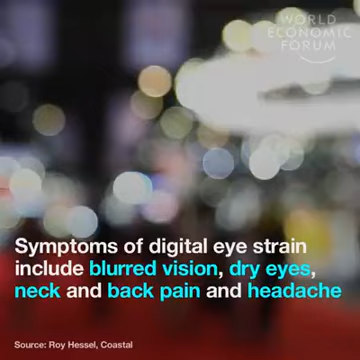 WORLD
ECONOMIC
FORUM
Symptoms of digital eye strain
include blurred vision, dry eyes,
neck and back pain and headache
Source: Roy Hessel, Coastal